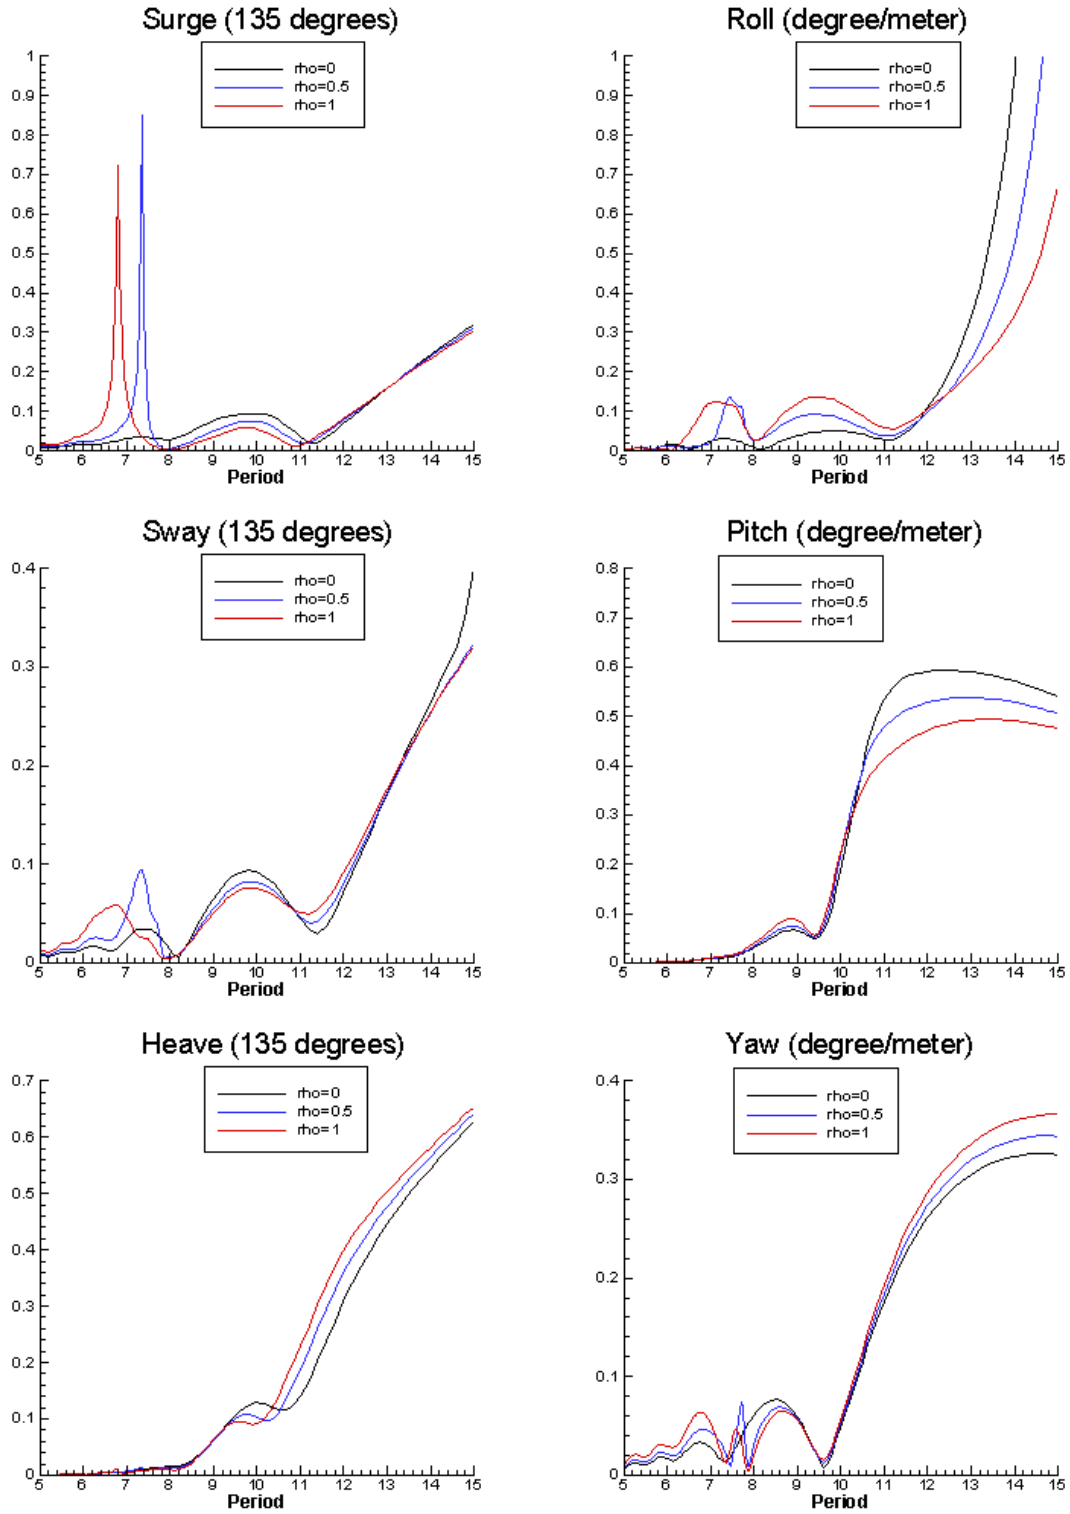 Surge (135 degrees)
rho=0
rho=0.5
rho=1
1
0.9
0.8
0.7
0.6
0.5
0.4
0.3
0.2
0.1
0
5 6 7 8 9 10 11 12 13 14 15
Period
Roll (degree/meter)
rho=0
rho=0.5
rho=1
1
0.9
0.8
0.7
0.6
0.5
0.4
0.3
0.2
0.1
0
5 6 7 8 9 10 11 12 13 14 15
Period
Sway (135 degrees)
rho=0
rho=0.5
rho=1
0.4
0.3
0.2
0.1
0
5 6 7 8 9 10 11 12 13 14 15
Period
Pitch (degree/meter)
rho=0
rho=0.5
rho=1
0.8
0.7
0.6
0.5
0.4
0.3
0.2
0.1
0
5 6 7 8 9 10 11 12 13 14 15
Period
Heave (135 degrees)
rho=0
rho=0.5
rho=1
0.7
0.6
0.5
0.4
0.3
0.2
0.1
0
5 6 7 8 9 10 11 12 13 14 15
Period
Yaw (degree/meter)
rho=0
rho=0.5
rho=1
0.4
0.3
0.2
0.1
0
5 6 7 8 9 10 11 12 13 14 15
Period